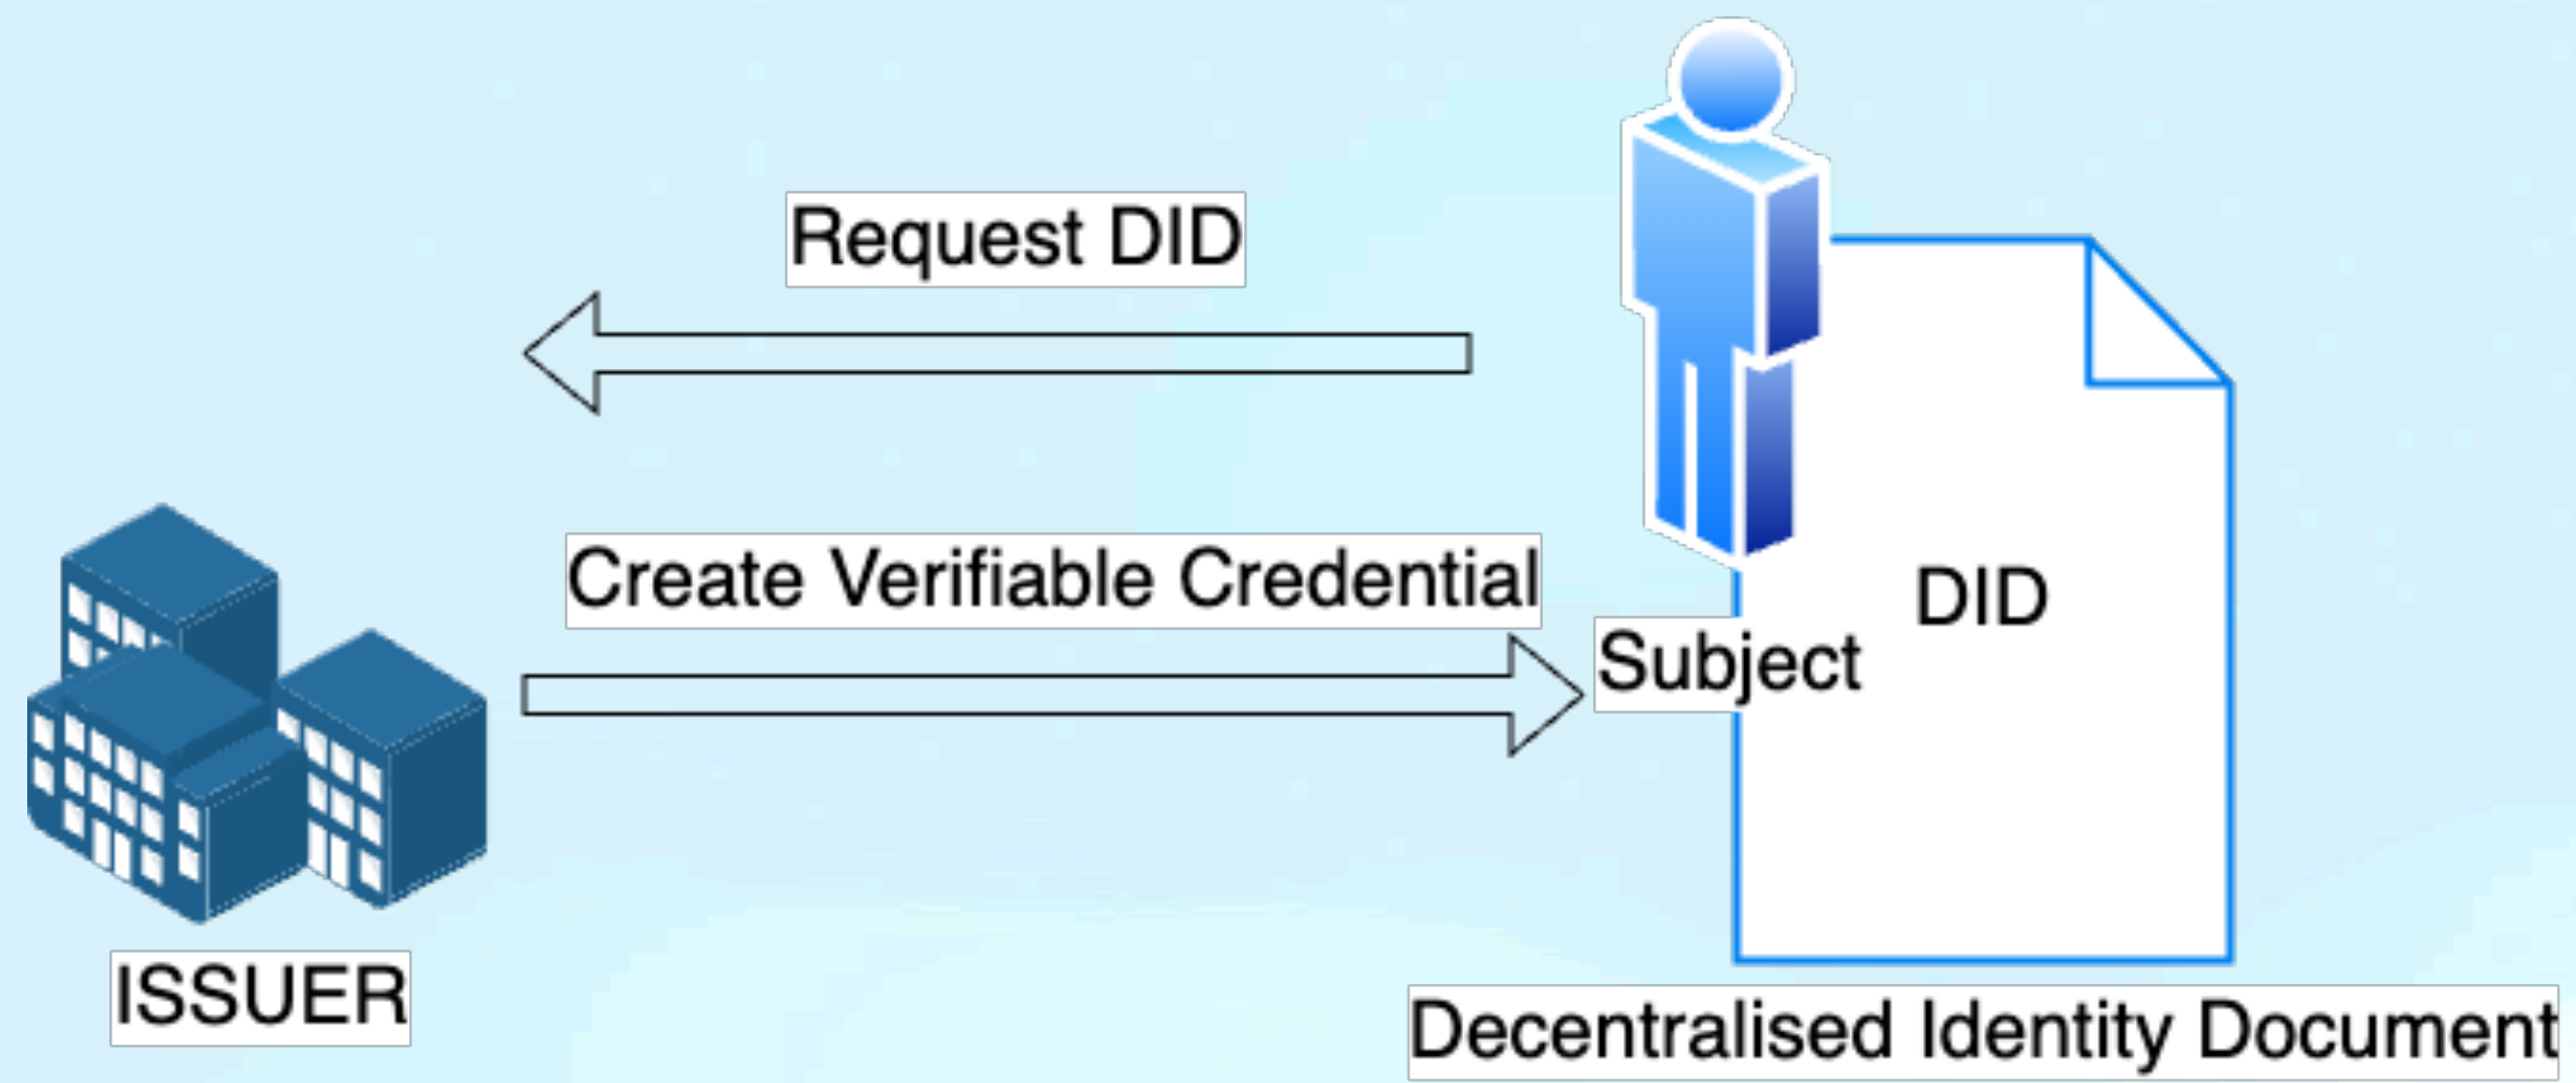 Request DID
Create Verifiable Credential
DID
Subject
ISSUER
Decentralised Identity Document